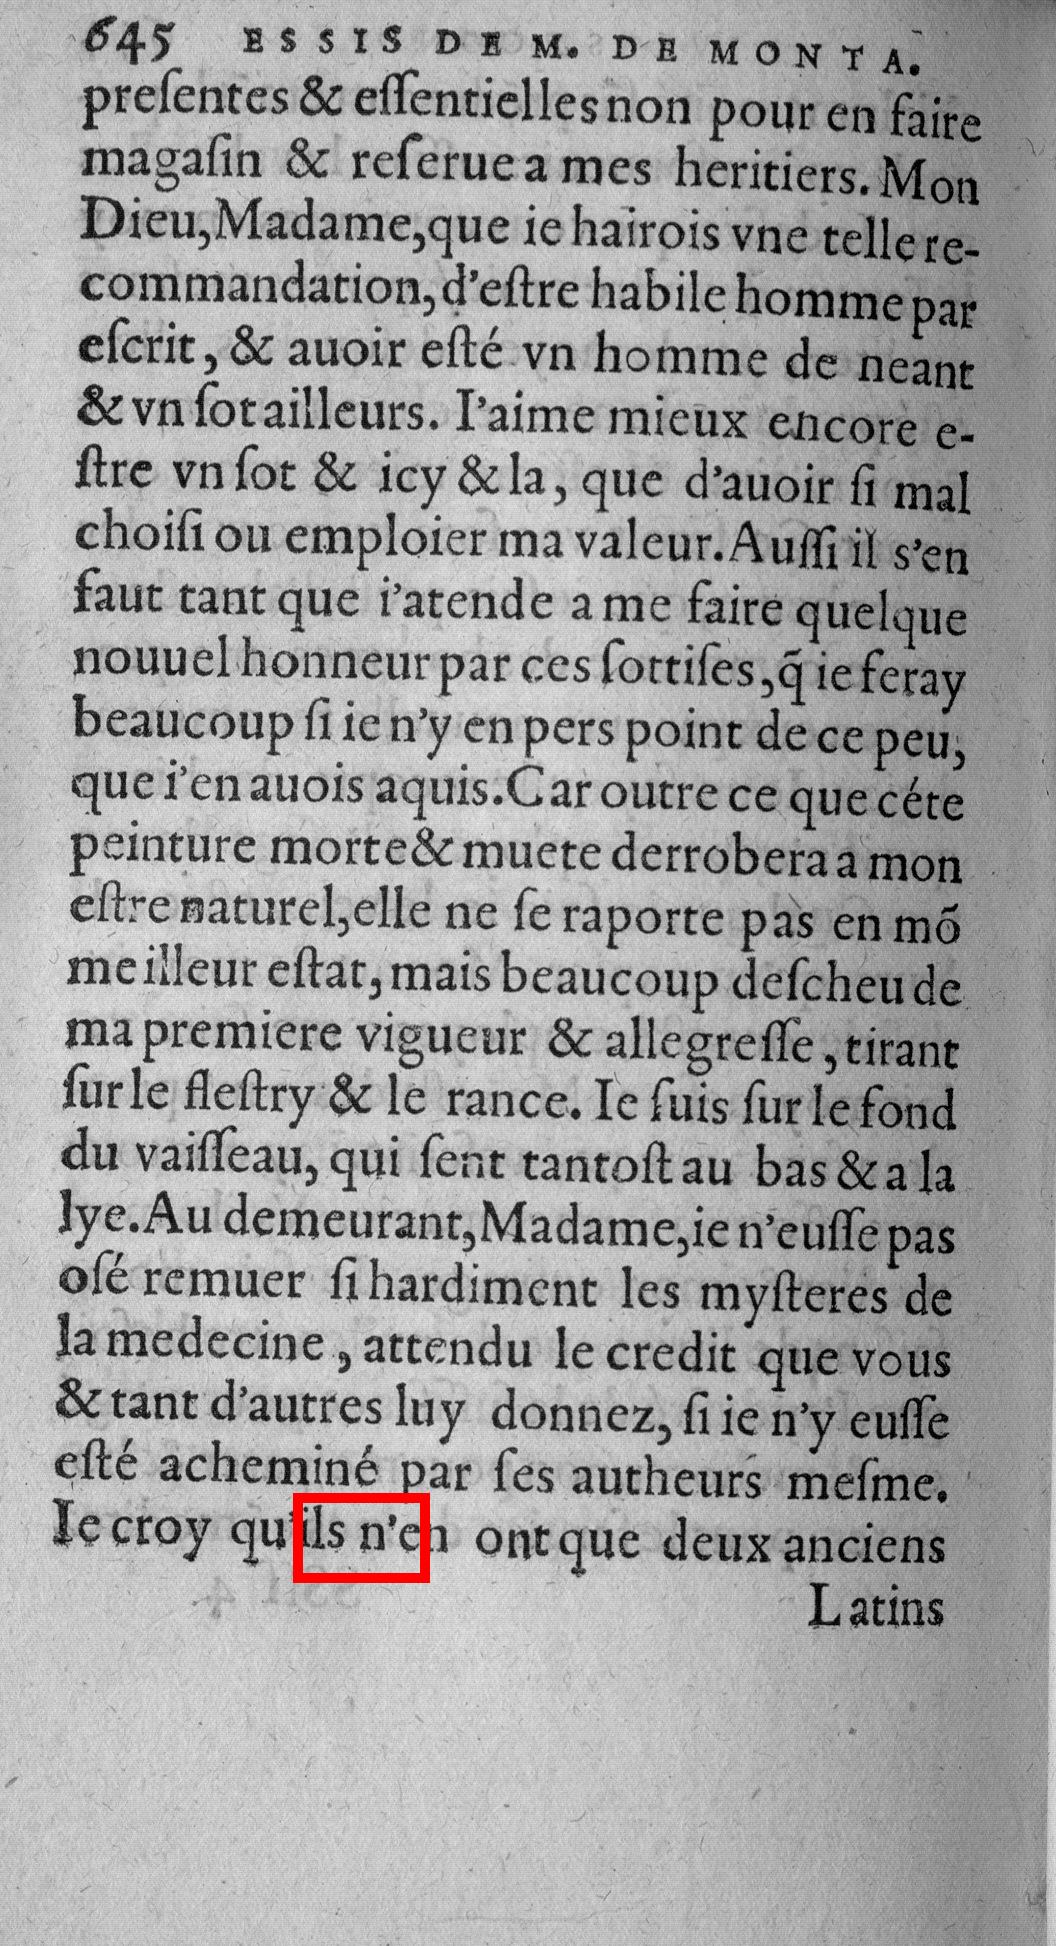 645 ESSIS DE M. DE MONTA.
preſentes & eſſentielles non pour en faire
magaſin & reſerue a mes heritiers. Mon
Dieu, Madame, que ie hairois vne telle re-
commandation, d'eſtre habile homme par
eſcrit, & auoir eſté vn homme de neant
& vn ſot ailleurs. I'aime mieux encore e-
ſtre vn ſot & icy & la, que d'auoir ſi mal
choiſi ou emploier ma valeur. Auſſi il s'en
faut tant que i'atende a me faire quelque
nouuel honneur par ces ſottiſes, q̃ ie feray
beaucoup ſi ie n'y en pers point de ce peu,
que i'en auois aquis. Car outre ce que céte
peinture morte & muete derrobera a mon
eſtre naturel, elle ne ſe raporte pas en mõ
meilleur eſtat, mais beaucoup deſcheu de
ma premiere vigueur & allegreſſe, tirant
ſur le fleſtry & le rance. Ie ſuis ſur le fond
du vaiſſeau, qui ſent tantoſt au bas & a la
lye. Au demeurant, Madame, ie n'euſſe pas
oſé remuer ſi hardiment les myſteres de
la medecine, attendu le credit que vous
& tant d'autres luy donnez, ſi ie n'y euſſe
eſté acheminé par ſes autheurs meſme.
Ie croy qu'ils n'en ont que deux anciens
Latins